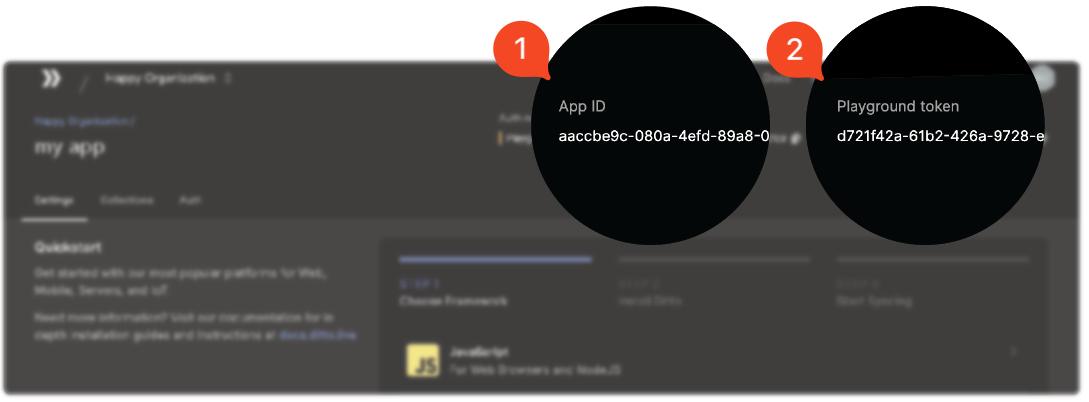 1
2
/ Happy Organization
App ID
Playground token
aaccbe9c-080a-4efd-89a8-0
d721f42a-61b2-426a-9728-e
Happy Organization /
my app
Settings Collections Auth
Quickstart
Get started with our most popular platforms for Web,
Mobile, Servers, and IoT.
Need more information? Visit our documentation for in
depth installation guides and instructions at docs.ditto.live
STEP 1
Choose Framework
STEP 2
Install Ditto
Start Syncing
JS
JavaScript
For Web Browsers and NodeJS